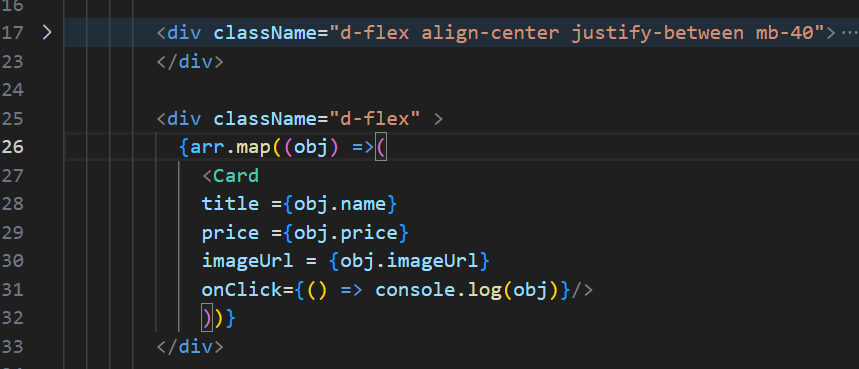 16
17 > <div className="d-flex align-center justify-between mb-40">⋯
23 </div>
24
25 <div className="d-flex" >
26 {arr.map((obj) =>(
27 <Card
28 title ={obj.name}
29 price ={obj.price}
30 imageUrl = {obj.imageUrl}
31 onClick={() => console.log(obj)}/>
32 ))}
33 </div>